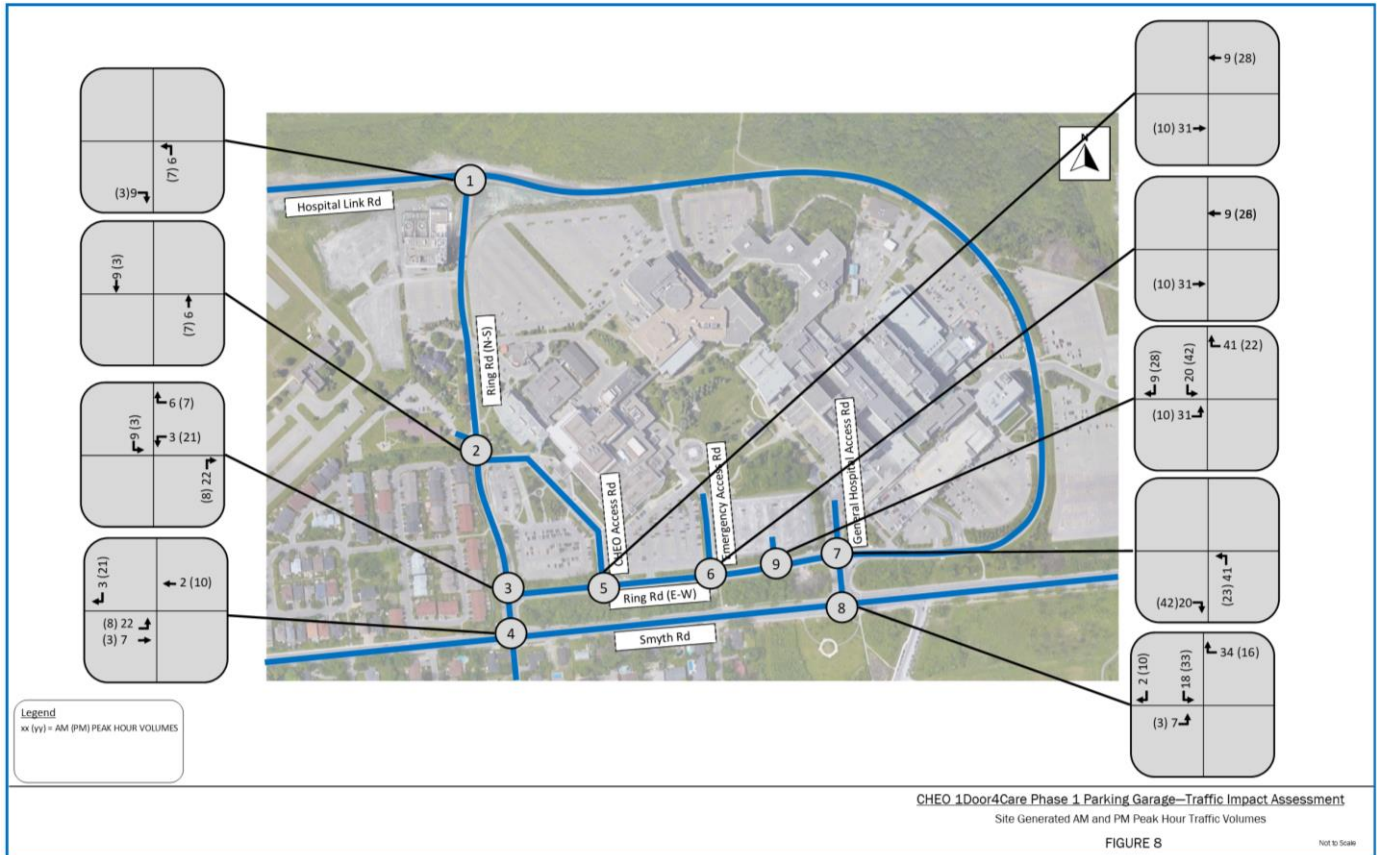 (7) 6
(3)9
9 (3)
(7) 6
6 (7)
9 (3)
3 (21)
(8) 22
3 (21)
2 (10)
(8) 22
(3) 7
Legend
xx (yy) = AM (PM) PEAK HOUR VOLUMES
N
1
Hospital Link Rd
Ring Rd (N-S)
2
CHEO Access Rd
Emergency Access Rd
General Hospital Access Rd
3
5
6
9
7
Ring Rd (E-W)
4
8
Smyth Rd
9 (28)
(10) 31
9 (28)
(10) 31
41 (22)
9 (28)
20 (42)
(10) 31
(23) 41
(42)20
34 (16)
2 (10)
18 (33)
(3) 7
CHEO 1Door4Care Phase 1 Parking Garage—Traffic Impact Assessment
Site Generated AM and PM Peak Hour Traffic Volumes
FIGURE 8
Not to Scale